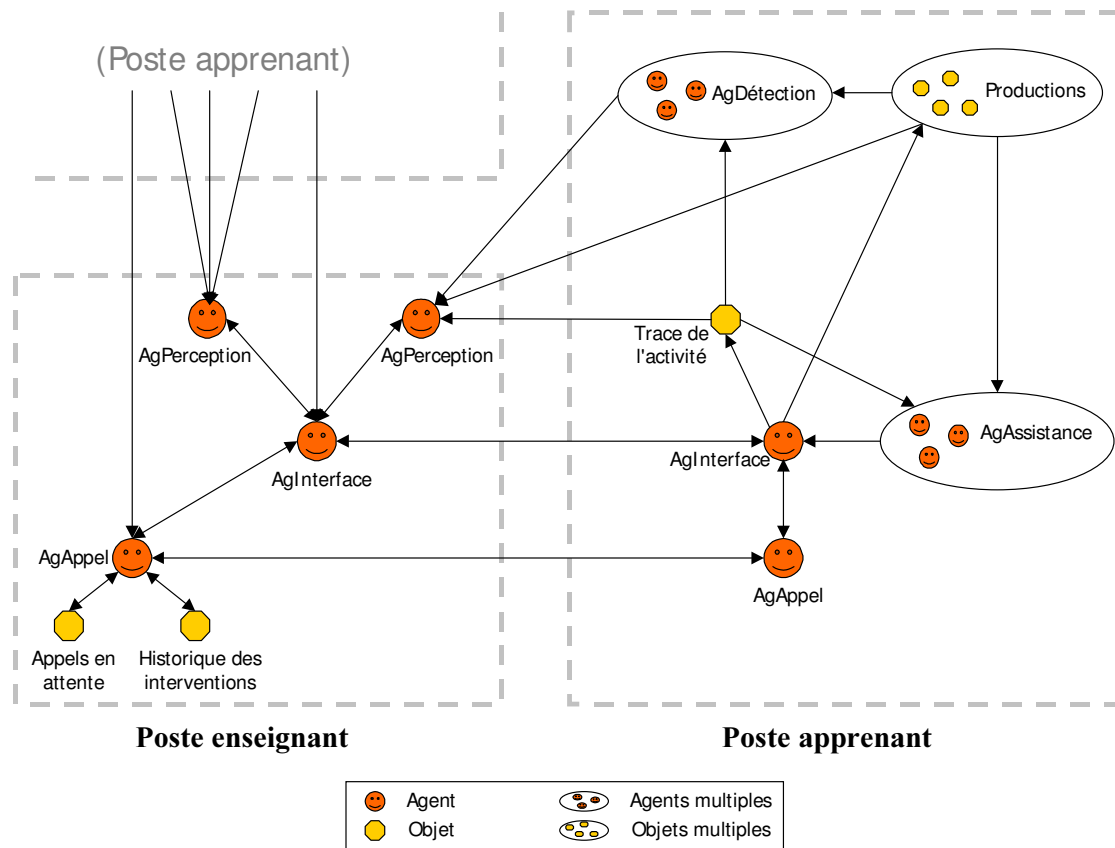 (Poste apprenant)
AgDétection
Productions
AgPerception
AgPerception
Trace de
l'activité
AgInterface
AgInterface
AgAssistance
AgAppel
AgAppel
Appels en
attente
Historique des
interventions
Poste enseignant
Poste apprenant
Agent
Agents multiples
Objet
Objets multiples